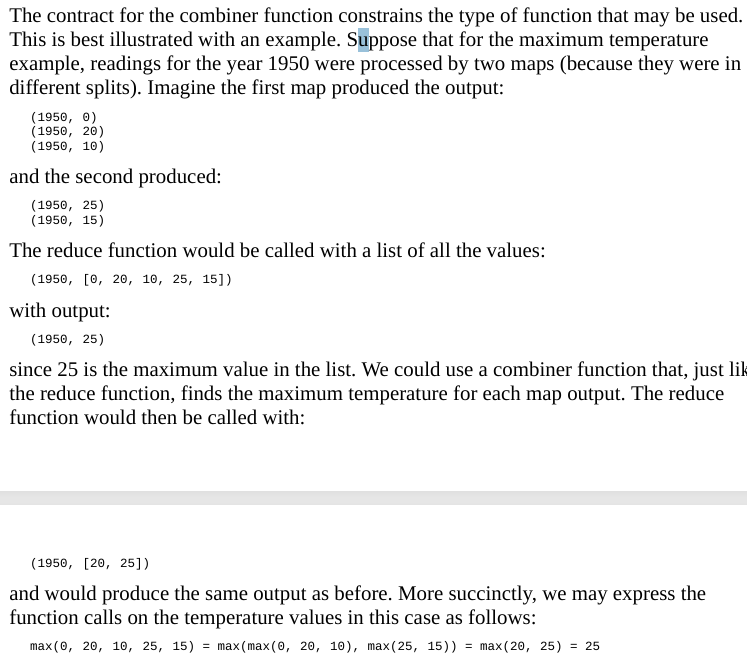 The contract for the combiner function constrains the type of function that may be used.
This is best illustrated with an example. Suppose that for the maximum temperature
example, readings for the year 1950 were processed by two maps (because they were in
different splits). Imagine the first map produced the output:
(1950, 0)
(1950, 20)
(1950, 10)
and the second produced:
(1950, 25)
(1950, 15)
The reduce function would be called with a list of all the values:
(1950, [0, 20, 10, 25, 15])
with output:
(1950, 25)
since 25 is the maximum value in the list. We could use a combiner function that, just lik
the reduce function, finds the maximum temperature for each map output. The reduce
function would then be called with:
(1950, [20, 25])
and would produce the same output as before. More succinctly, we may express the
function calls on the temperature values in this case as follows:
max(0, 20, 10, 25, 15) = max(max(0, 20, 10), max(25, 15)) = max(20, 25) = 25